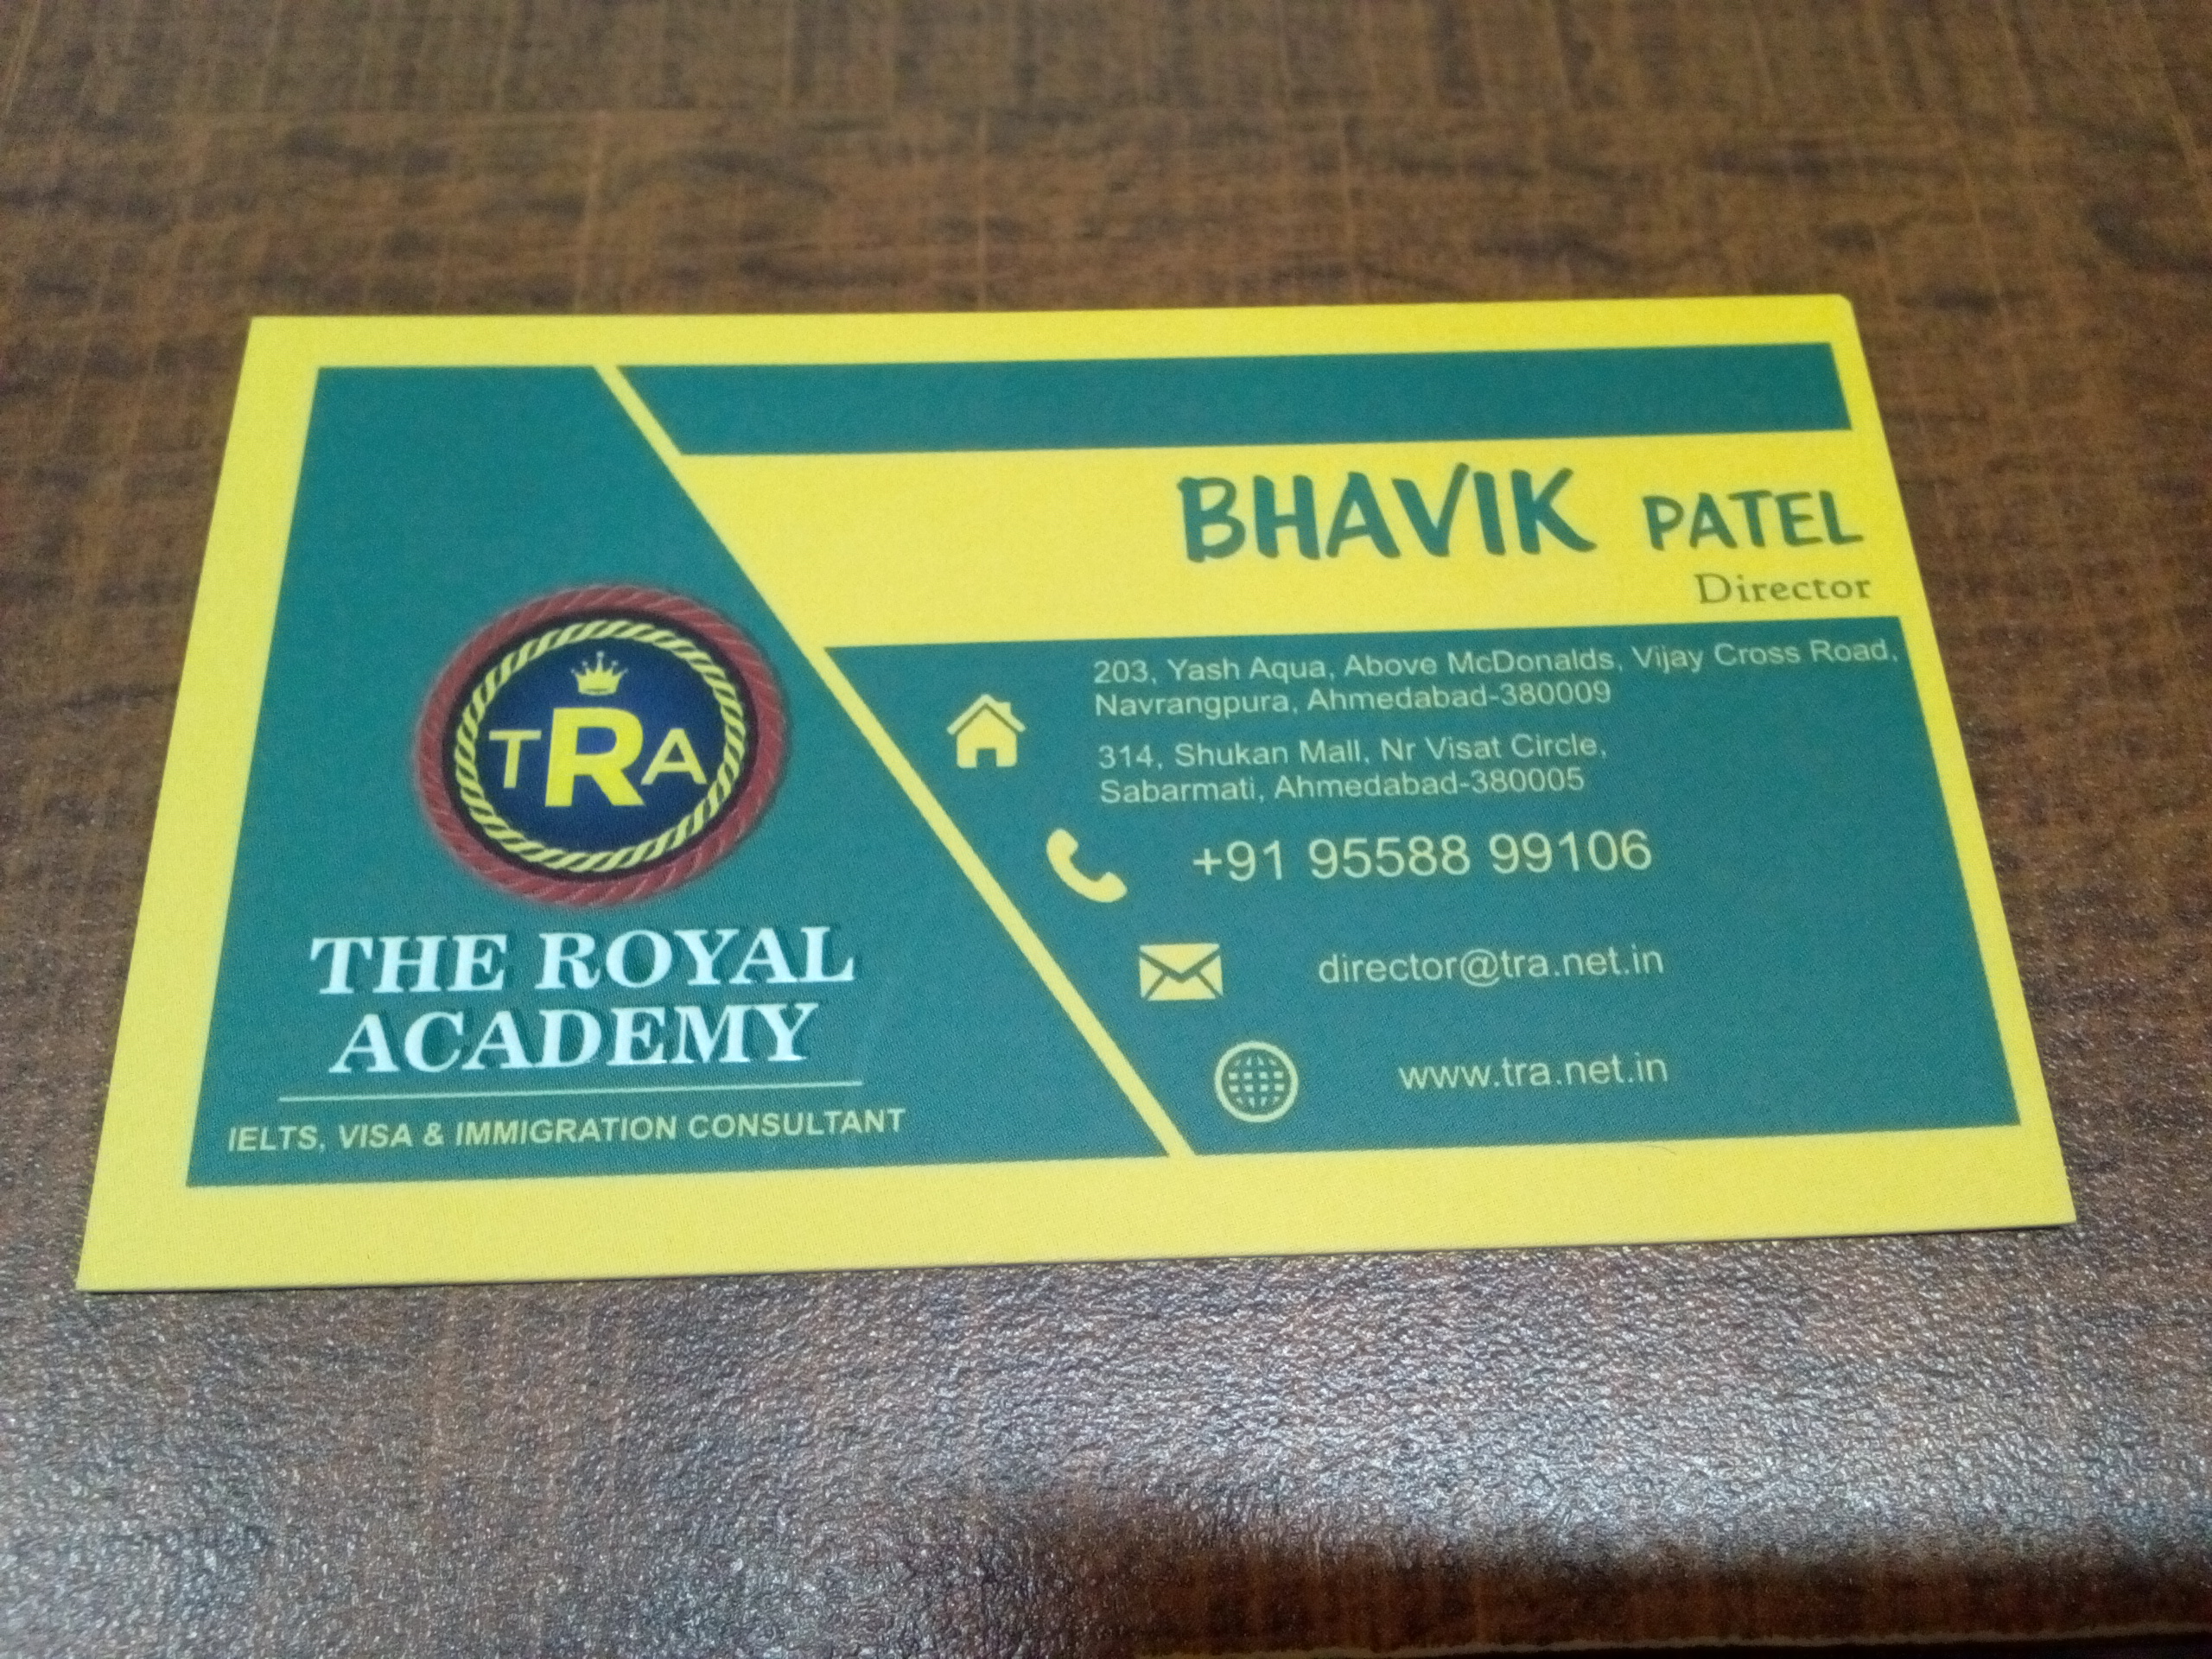 TRA
THE ROYAL
ACADEMY
IELTS, VISA & IMMIGRATION CONSULTANT
BHAVIK PATEL
Director
203, Yash Aqua, Above McDonalds, Vijay Cross Road,
Navrangpura, Ahmedabad-380009
314, Shukan Mall, Nr Visat Circle,
Sabarmati, Ahmedabad-380005
+91 95588 99106
director@tra.net.in
www.tra.net.in